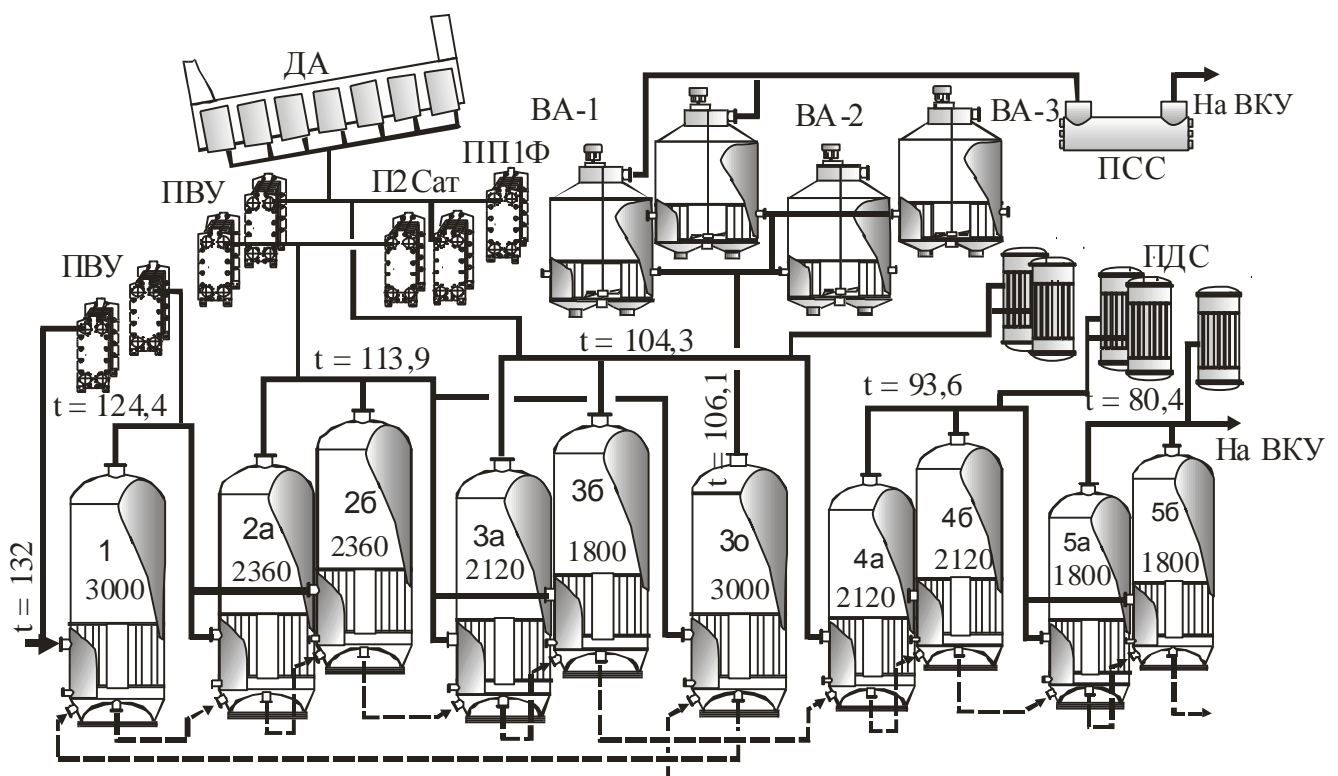 ДА
ВА-1
ВА-2
ВА-3
На ВКУ
ПСС
ПП1Ф
П2Сат
ПВУ
ПВУ
ПДС
t = 104,3
t = 113,9
t = 124,4
t = 106,1
t = 93,6
t = 80,4
На ВКУ
t = 132
1
3000
2а
2360
2б
2360
3а
2120
3б
1800
3о
3000
4а
2120
4б
2120
5а
1800
5б
1800